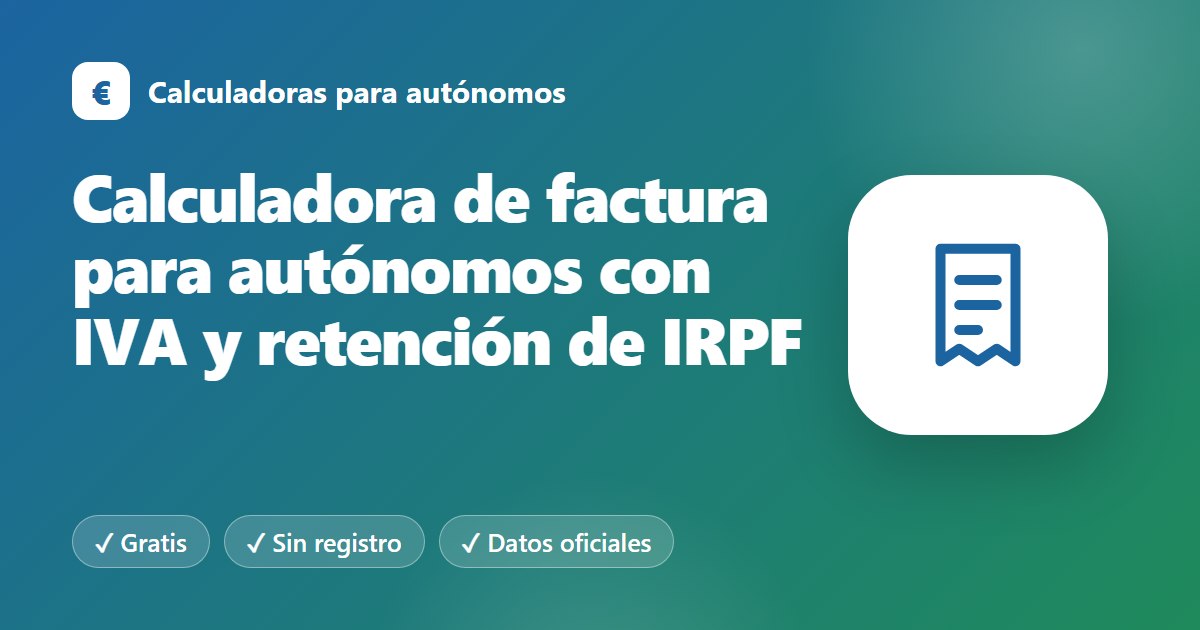 €
Calculadoras para autónomos
Calculadora de factura
para autónomos con
IVA y retención de IRPF
✓ Gratis
✓ Sin registro
✓ Datos oficiales